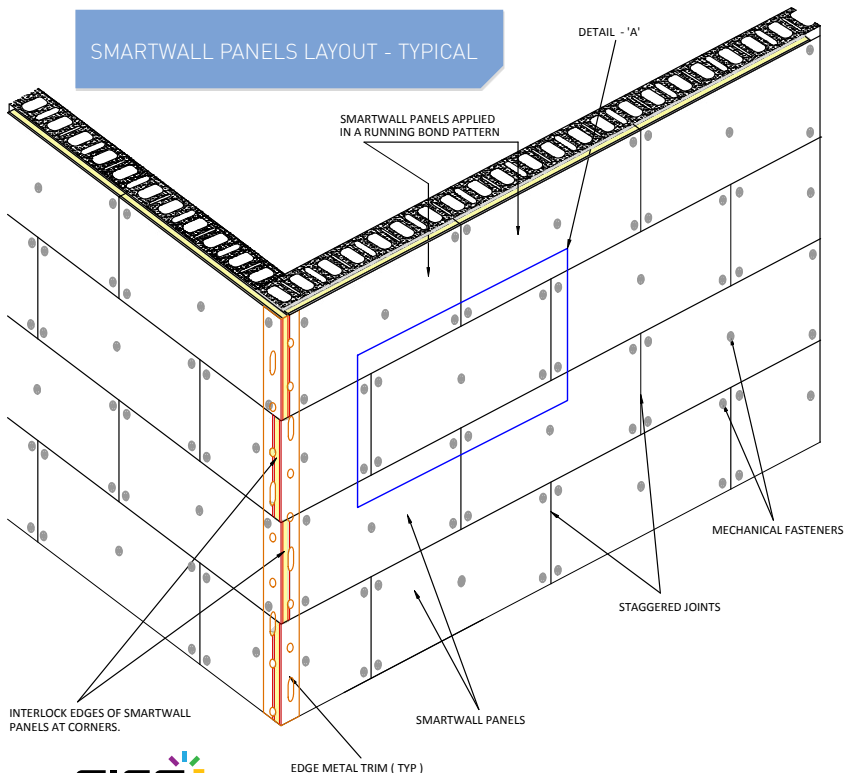 SMARTWALL PANELS LAYOUT - TYPICAL
DETAIL - 'A'
SMARTWALL PANELS APPLIED
IN A RUNNING BOND PATTERN
MECHANICAL FASTENERS
STAGGERED JOINTS
SMARTWALL PANELS
INTERLOCK EDGES OF SMARTWALL
PANELS AT CORNERS.
EDGE METAL TRIM ( TYP )